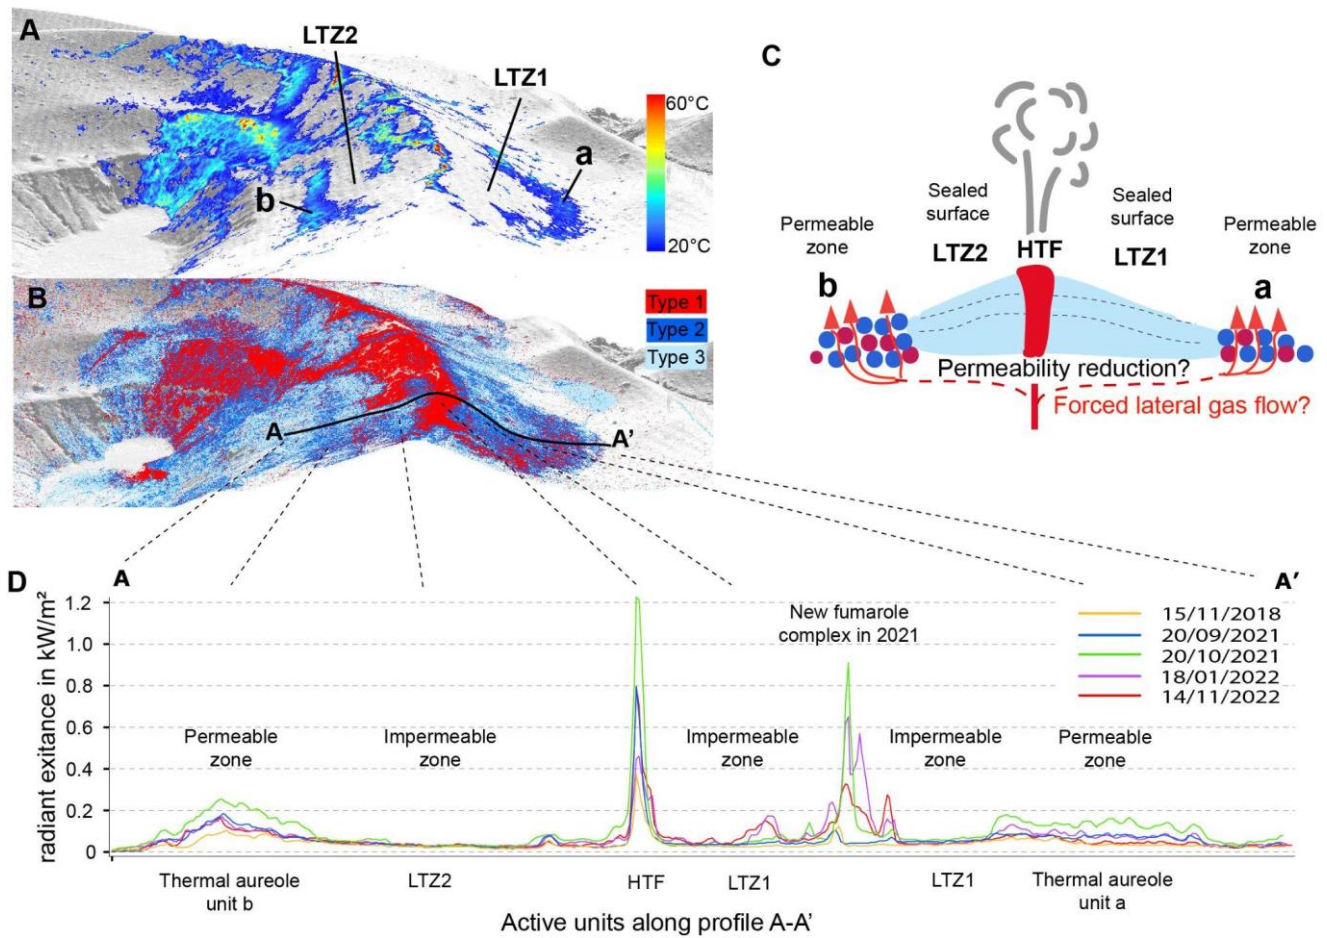 A
LTZ2
LTZ1
a
b
60°C
20°C
B
Type 1
Type 2
Type 3
A
A'
C
Sealed
surface
Sealed
surface
Permeable
zone
Permeable
zone
LTZ2
HTF
LTZ1
b
a
Permeability reduction?
Forced lateral gas flow?
D
A
A'
radiant exitance in kW/m²
1.2
1.0
0.8
0.6
0.4
0.2
0
New fumarole
complex in 2021
15/11/2018
20/09/2021
20/10/2021
18/01/2022
14/11/2022
Permeable
zone
Impermeable
zone
Impermeable
zone
Impermeable
zone
Permeable
zone
Thermal aureole
unit b
LTZ2
HTF
LTZ1
LTZ1
Thermal aureole
unit a
Active units along profile A-A'